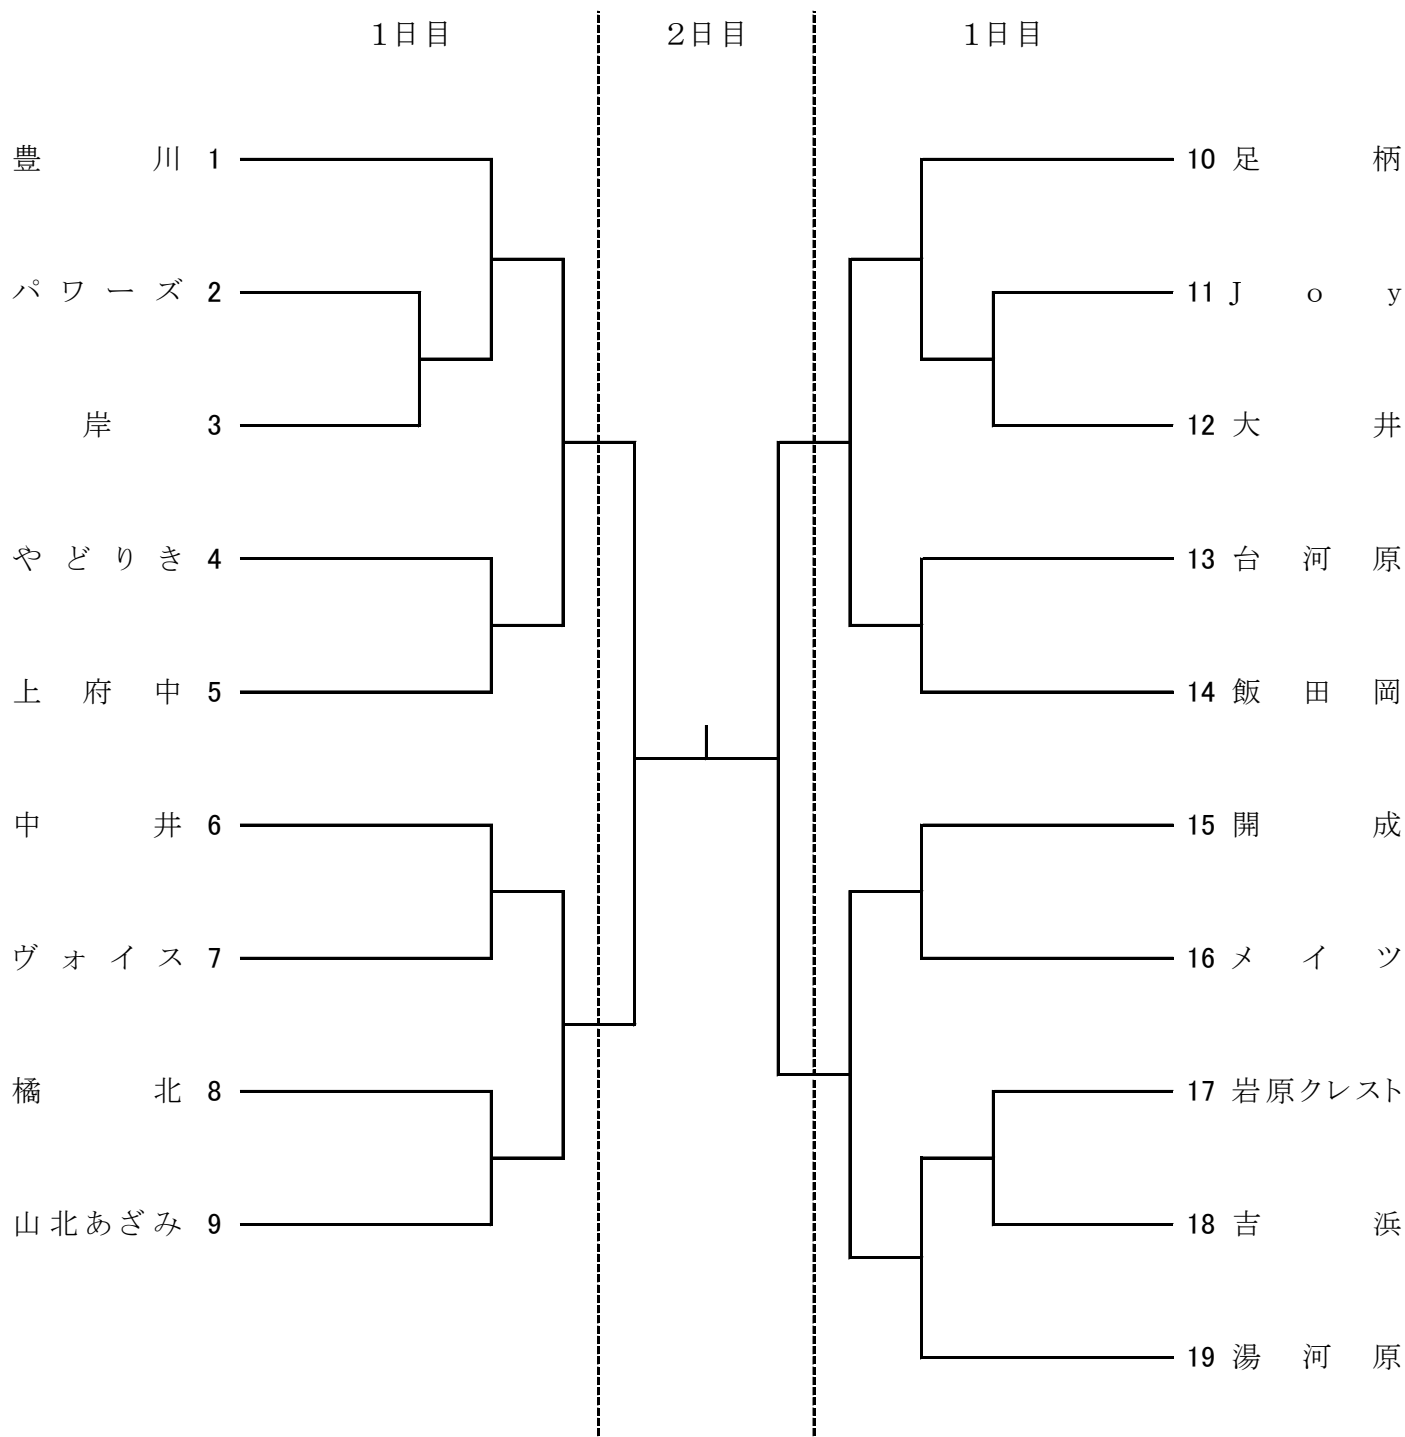 1日目 2日目 1日目
豊川 1
パワーズ 2
岸 3
やどりき 4
上府中 5
中井 6
ヴォイス 7
橘北 8
山北あざみ 9
10 足柄
11 Joy
12 大井
13 台河原
14 飯田岡
15 開成
16 メイツ
17 岩原クレスト
18 吉浜
19 湯河原